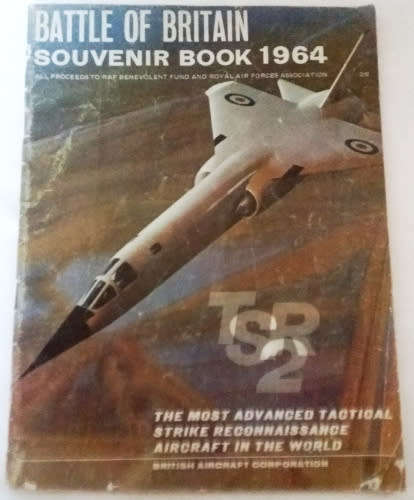 BATTLE OF BRITAIN
SOUVENIR BOOK 1964
ALL PROCEEDS TO RAF BENEVOLENT FUND AND ROYAL AIR FORCES ASSOCIATION
TSR
2
THE MOST ADVANCED TACTICAL
STRIKE RECONNAISSANCE
AIRCRAFT IN THE WORLD
BRITISH AIRCRAFT CORPORATION